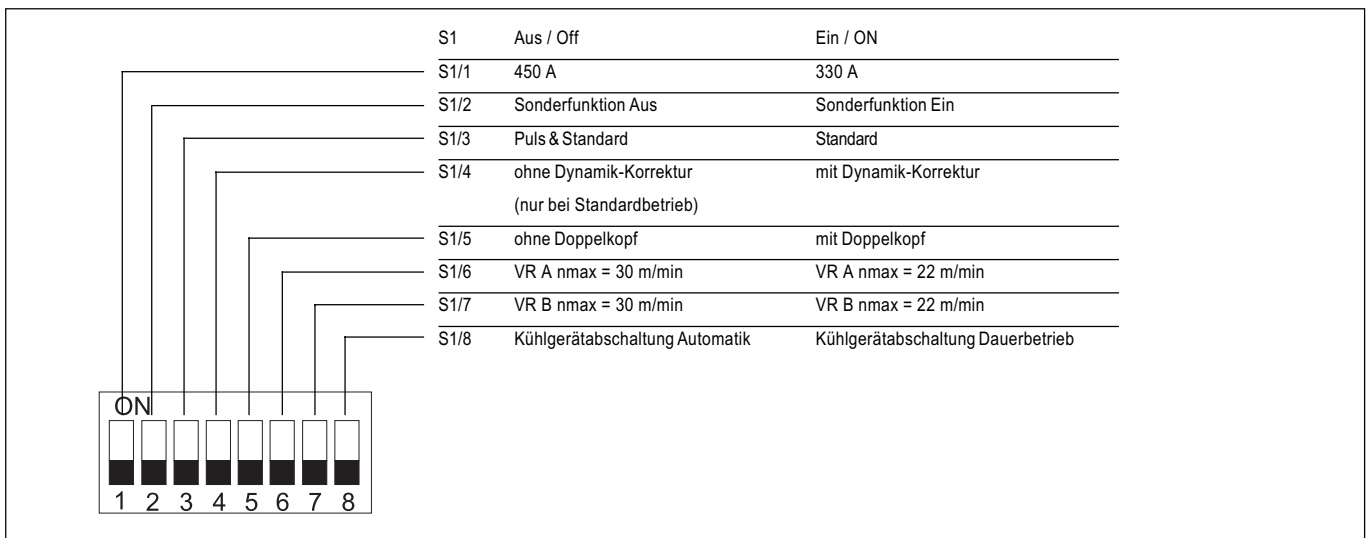 S1 Aus / Off Ein / ON
S1/1 450 A 330 A
S1/2 Sonderfunktion Aus Sonderfunktion Ein
S1/3 Puls & Standard Standard
S1/4 ohne Dynamik-Korrektur mit Dynamik-Korrektur
(nur bei Standardbetrieb)
S1/5 ohne Doppelkopf mit Doppelkopf
S1/6 VR A nmax = 30 m/min VR A nmax = 22 m/min
S1/7 VR B nmax = 30 m/min VR B nmax = 22 m/min
S1/8 Kühlgerätabschaltung Automatik Kühlgerätabschaltung Dauerbetrieb
ON
1 2 3 4 5 6 7 8